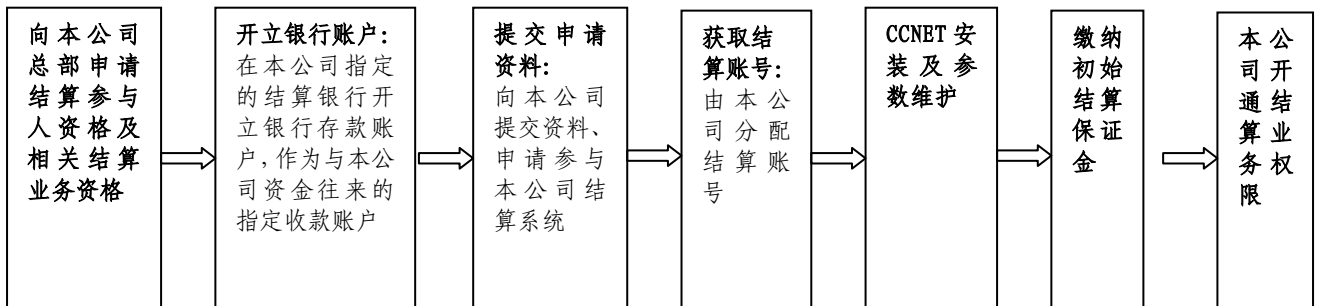 向本公司
总部申请
结算参与
人资格及
相关结算
业务资格
开立银行账户：
在本公司指定
的结算银行开
立银行存款账
户，作为与本公
司资金往来的
指定收款账户
提交申请
资料：
向本公司
提交资料、
申请参与
本公司结
算系统
获取结
算账号：
由本公
司分配
结算账
号
CCNET安
装及参
数维护
缴纳
初始
结算
保证
金
本公
司开
通结
算业
务权
限